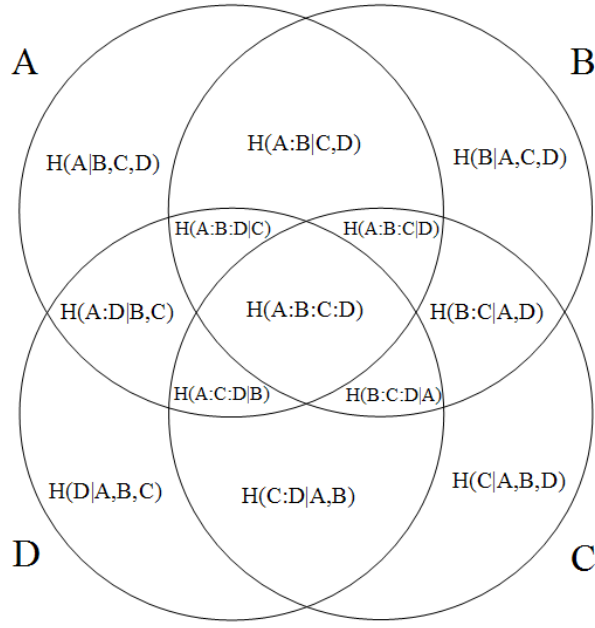 A
B
H(A:B|C,D)
H(A|B,C,D)
H(B|A,C,D)
H(A:B:D|C)
H(A:B:C|D)
H(A:D|B,C)
H(A:B:C:D)
H(B:C|A,D)
H(A:C:D|B)
H(B:C:D|A)
H(D|A,B,C)
H(C:D|A,B)
H(C|A,B,D)
D
C